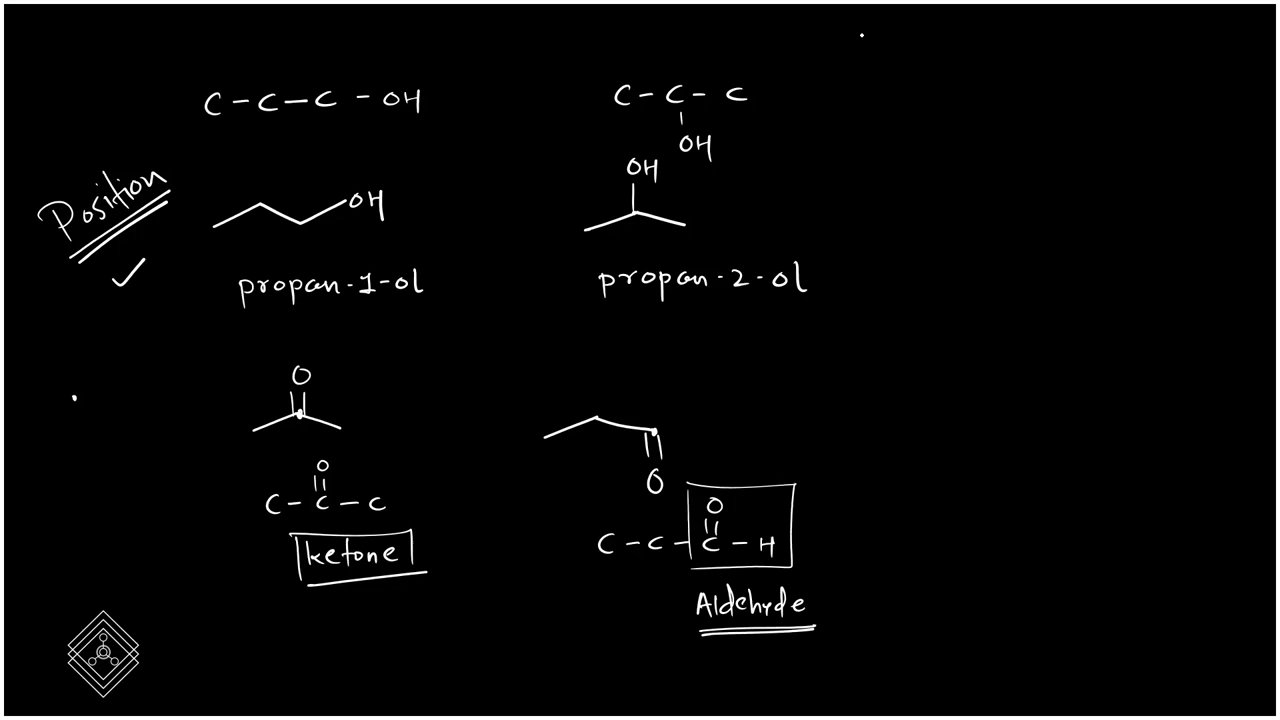 C - C - C - OH
C - C - C
OH
OH
Position
OH
propan-1-ol
propan-2-ol
O
O
O
C - C - C
O
C - C - C - H
ketone
Aldehyde